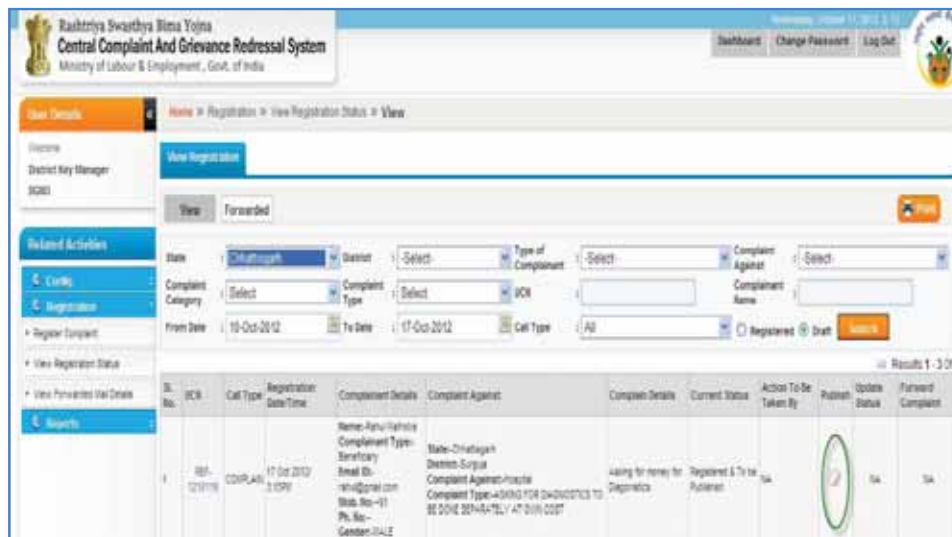 Rashtriya Swasthya Bima Yojna
Central Complaint And Grievance Redressal System
Ministry of Labour & Employment , Govt. of India
Dashboard Change Password Log Out
User Details
Home » Registration » View Registration Status » View
Welcome
District Key Manager
View Registration
View Forwarded
Print
Related Activities
State : Chhattisgarh District : -Select- Type of Complainant : -Select- Complaint Against : -Select-
Config
Complaint Category : Select Complaint Type : Select UCN : Complainant Name :
Registration
From Date : 10-Oct-2012 To Date : 17-Oct-2012 Call Type : All Registered Draft Search
Register Complaint
View Registration Status
Results 1 - 3 Of
View Forwarded Mail Details
Sl. No. UCN Call Type Registration Date/Time Complainant Details Complaint Against Complain Details Current Status Action To Be Taken By Publish Update Status Forward Complaint
Reports
Complainant Type:-
Beneficiary
State:-Chhattisgarh
District:-Surguja
Email ID:-
Complaint Against:-Hospital
1 REF- COMPLAIN 17 Oct 2012/ Asking for money for Diagnostics Registered & To be Published NA NA NA
Complaint Type:-ASKING FOR DIAGNOSTICS TO BE DONE SEPARATELY AT OWN COST
Mob. No:-91
Ph. No:-
Gender:-MALE